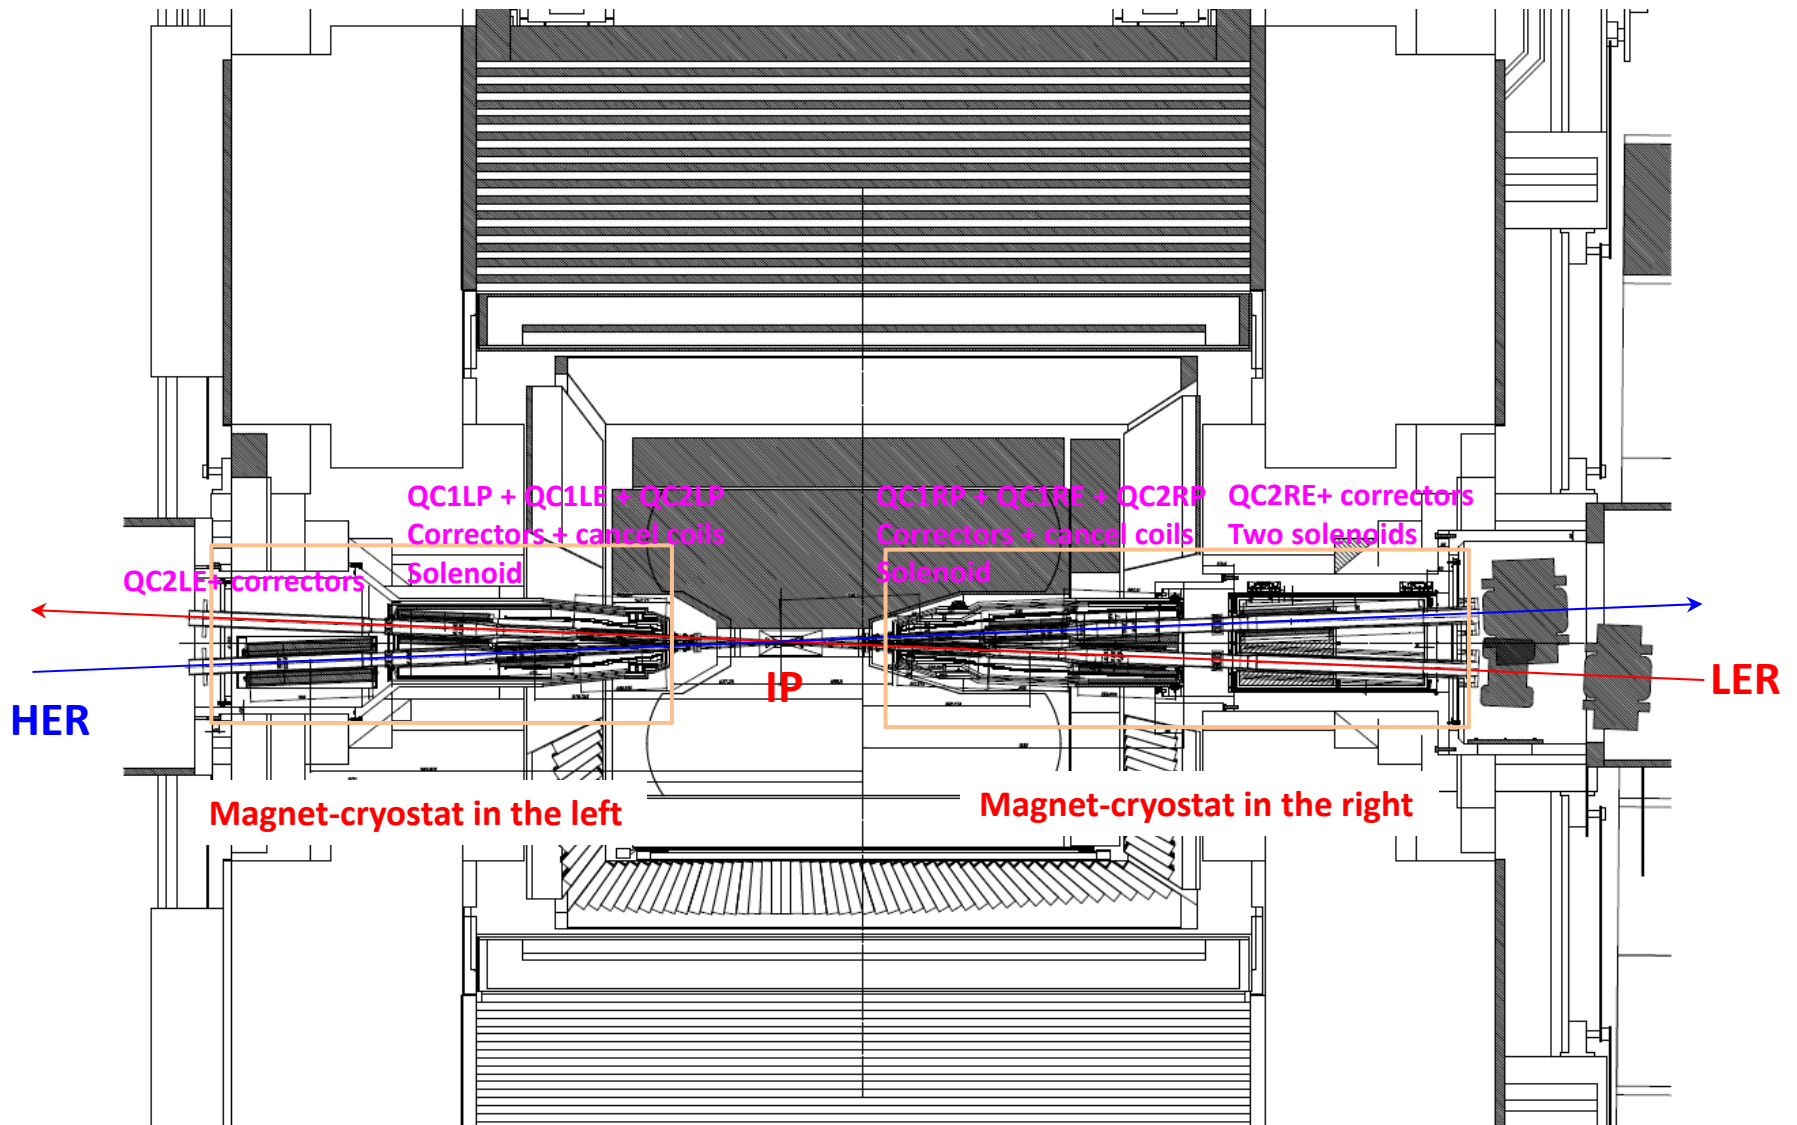 QC1LP + QC1LE + QC2LP
Correctors + cancel coils
Solenoid
QC1RP + QC1RE + QC2RP
Correctors + cancel coils
Solenoid
QC2RE+ correctors
Two solenoids
QC2LE+ correctors
IP
HER
LER
Magnet-cryostat in the left
Magnet-cryostat in the right